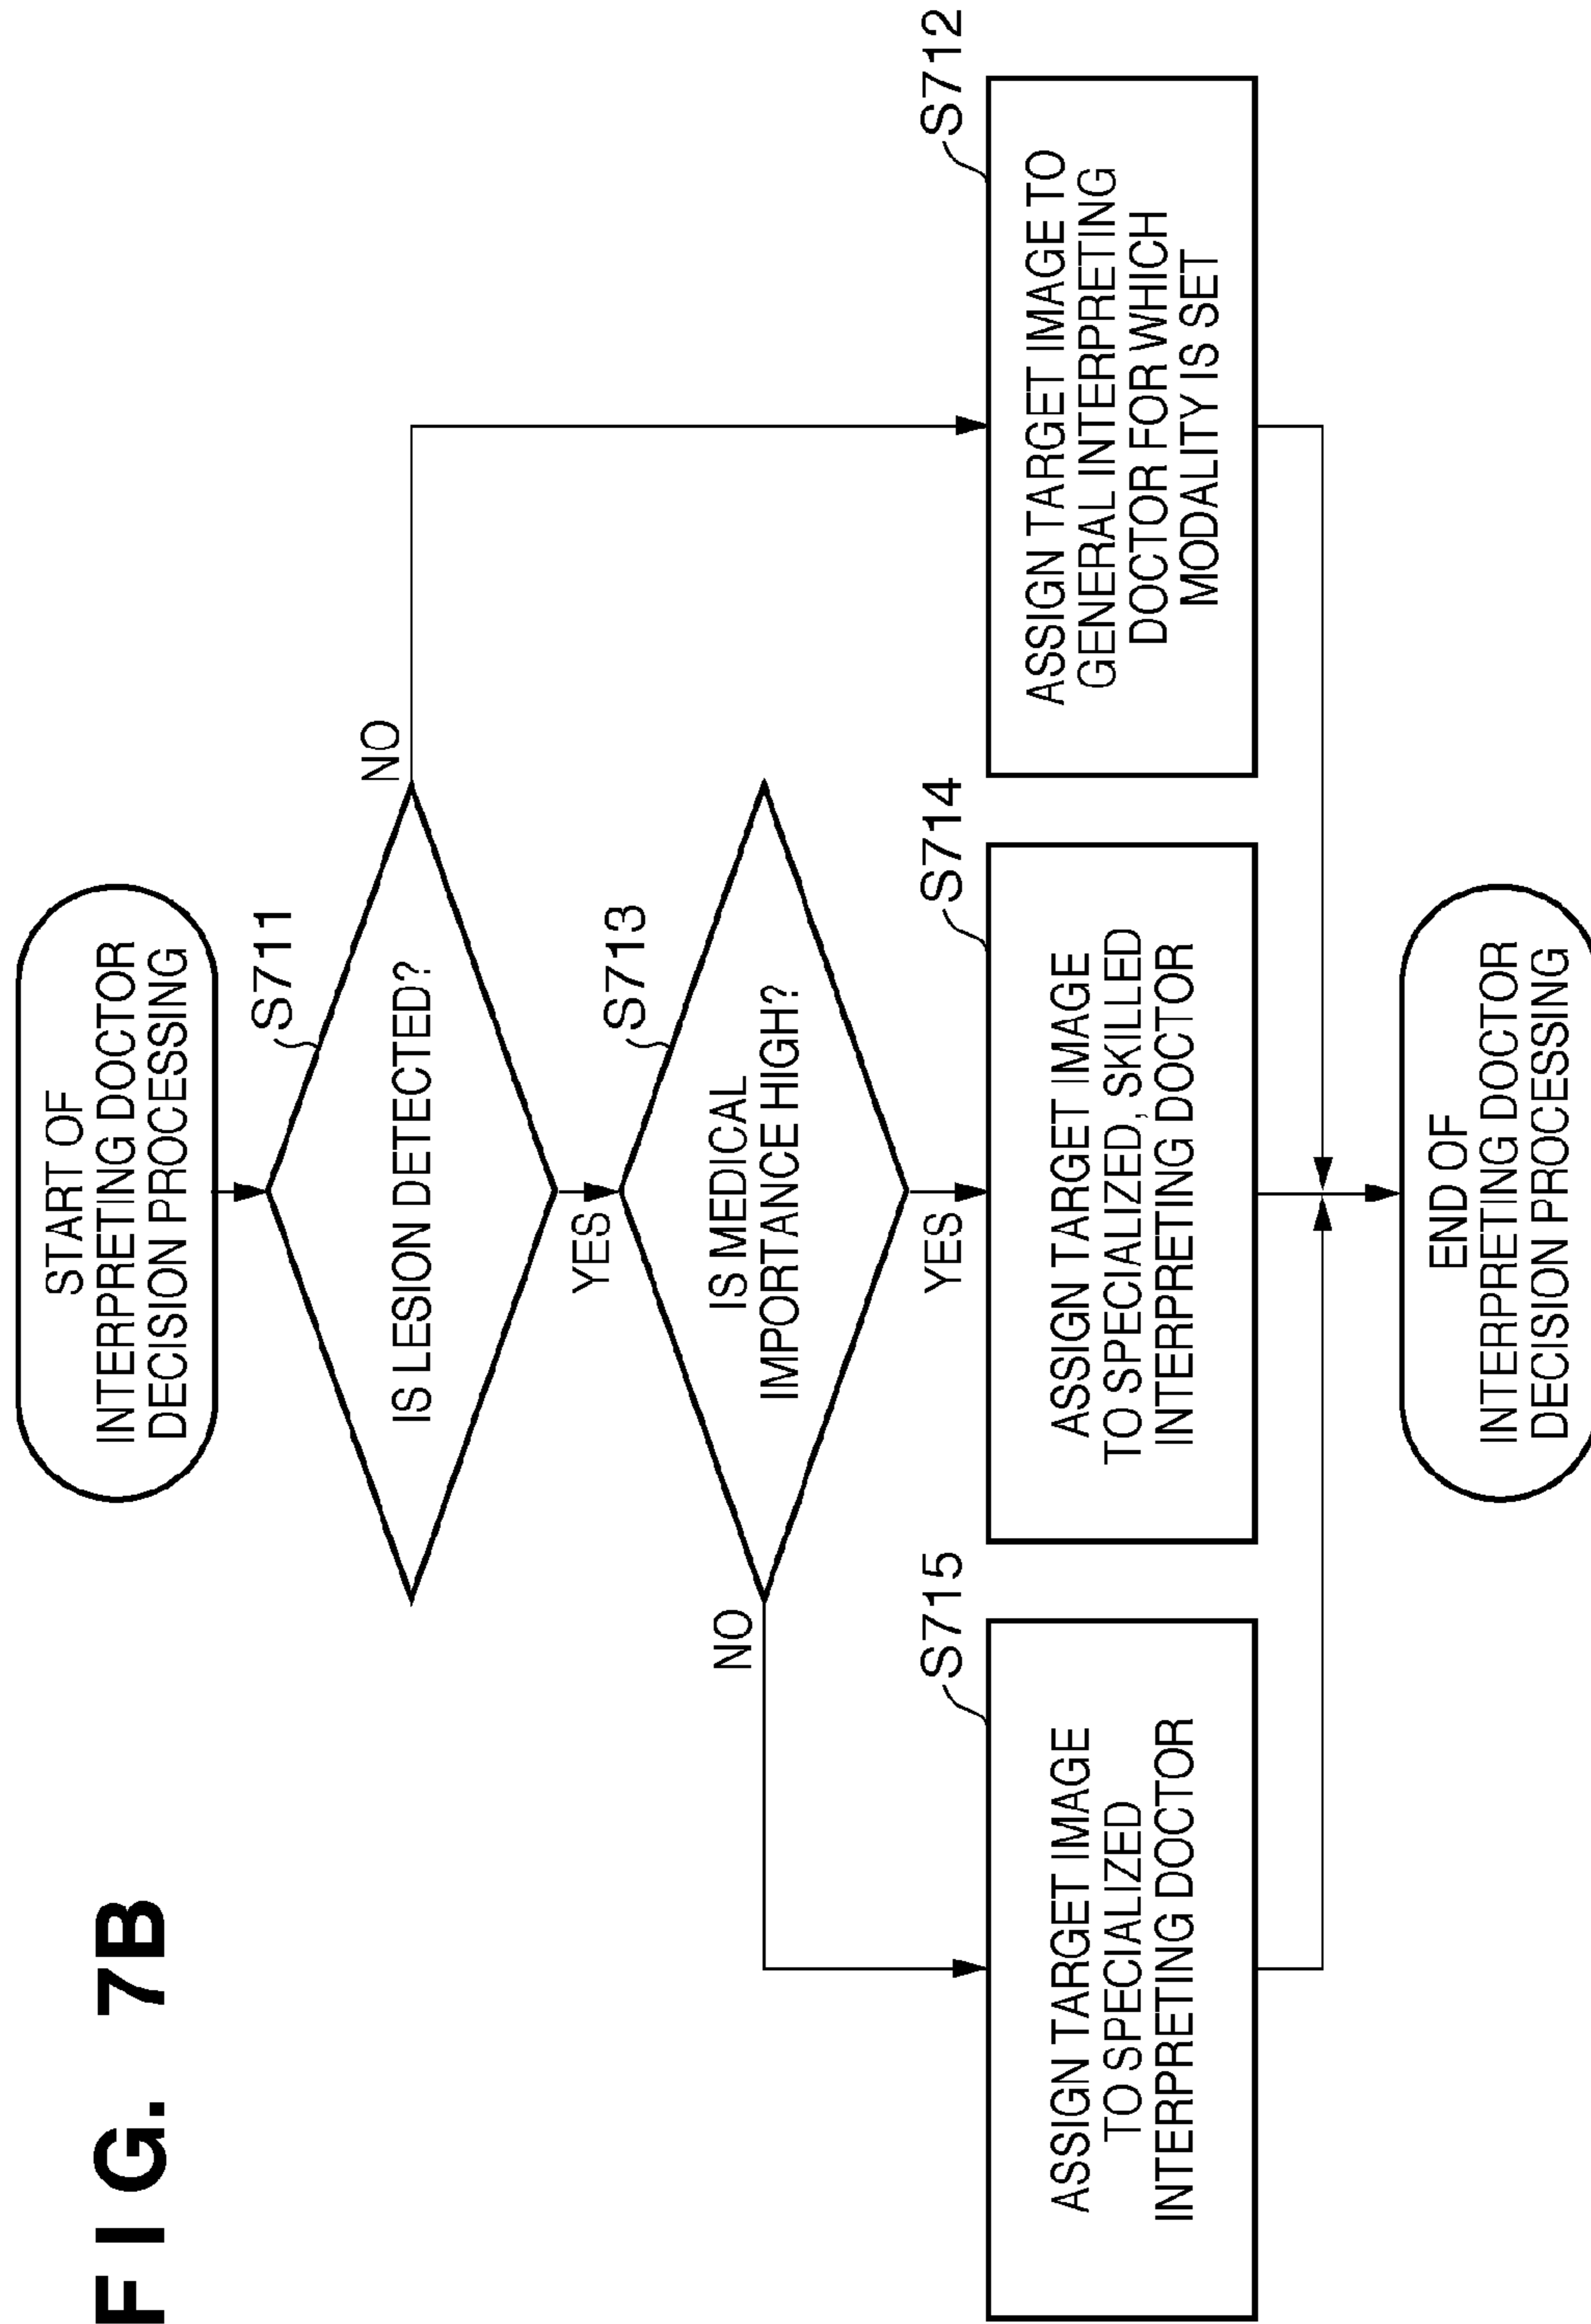 F I G. 7B
START OF
INTERPRETING DOCTOR
DECISION PROCESSING
S711
IS LESION DETECTED?
NO
YES
S713
IS MEDICAL
IMPORTANCE HIGH?
NO
YES
S715
ASSIGN TARGET IMAGE
TO SPECIALIZED
INTERPRETING DOCTOR
S714
ASSIGN TARGET IMAGE
TO SPECIALIZED, SKILLED
INTERPRETING DOCTOR
S712
ASSIGN TARGET IMAGE TO
GENERAL INTERPRETING
DOCTOR FOR WHICH
MODALITY IS SET
END OF
INTERPRETING DOCTOR
DECISION PROCESSING